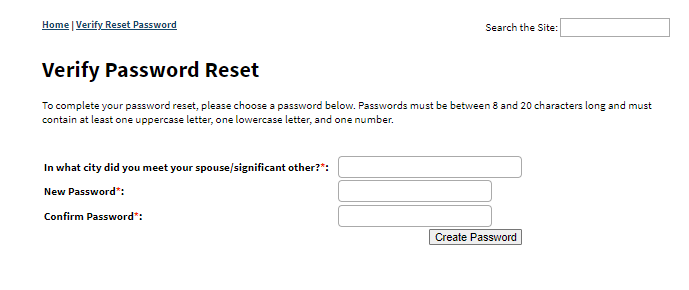 Home | Verify Reset Password
Search the Site:
Verify Password Reset
To complete your password reset, please choose a password below. Passwords must be between 8 and 20 characters long and must
contain at least one uppercase letter, one lowercase letter, and one number.
In what city did you meet your spouse/significant other?*:
New Password*:
Confirm Password*:
Create Password